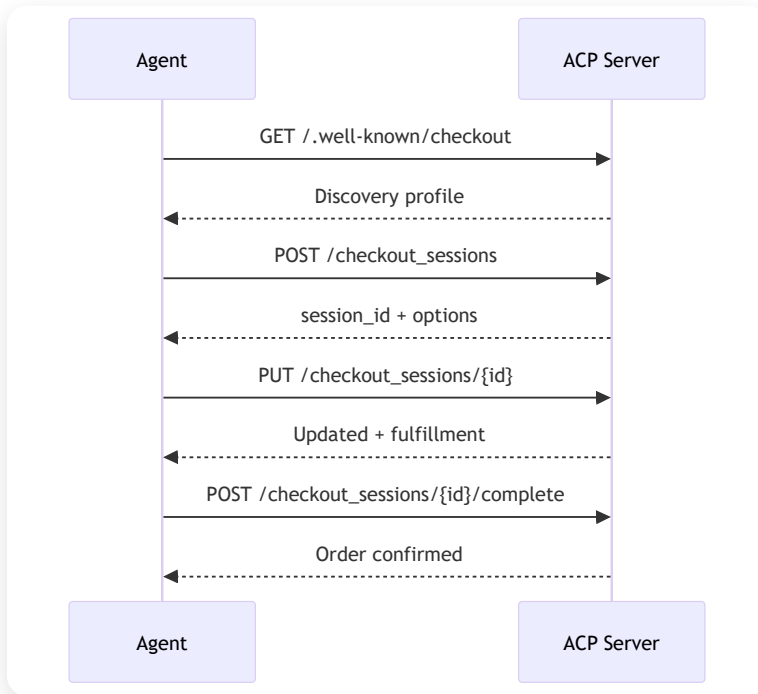 Agent
ACP Server
GET /.well-known/checkout
Discovery profile
POST /checkout_sessions
session_id + options
PUT /checkout_sessions/{id}
Updated + fulfillment
POST /checkout_sessions/{id}/complete
Order confirmed
Agent
ACP Server